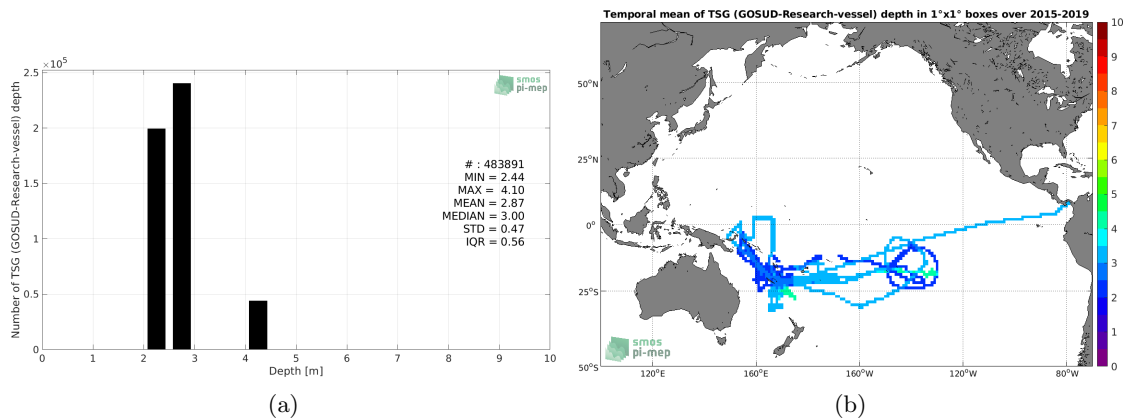 ×10⁵
2.5
2
1.5
1
0.5
0
Number of TSG (GOSUD-Research-vessel) depth
0 1 2 3 4 5 6 7 8 9 10
Depth [m]
smos
pi-mep
# : 483891
MIN = 2.44
MAX = 4.10
MEAN = 2.87
MEDIAN = 3.00
STD = 0.47
IQR = 0.56
(a)
Temporal mean of TSG (GOSUD-Research-vessel) depth in 1°x1° boxes over 2015-2019
50°N
25°N
0°
25°S
50°S
120°E 160°E 160°W 120°W 80°W
smos
pi-mep
10
9
8
7
6
5
4
3
2
1
0
(b)